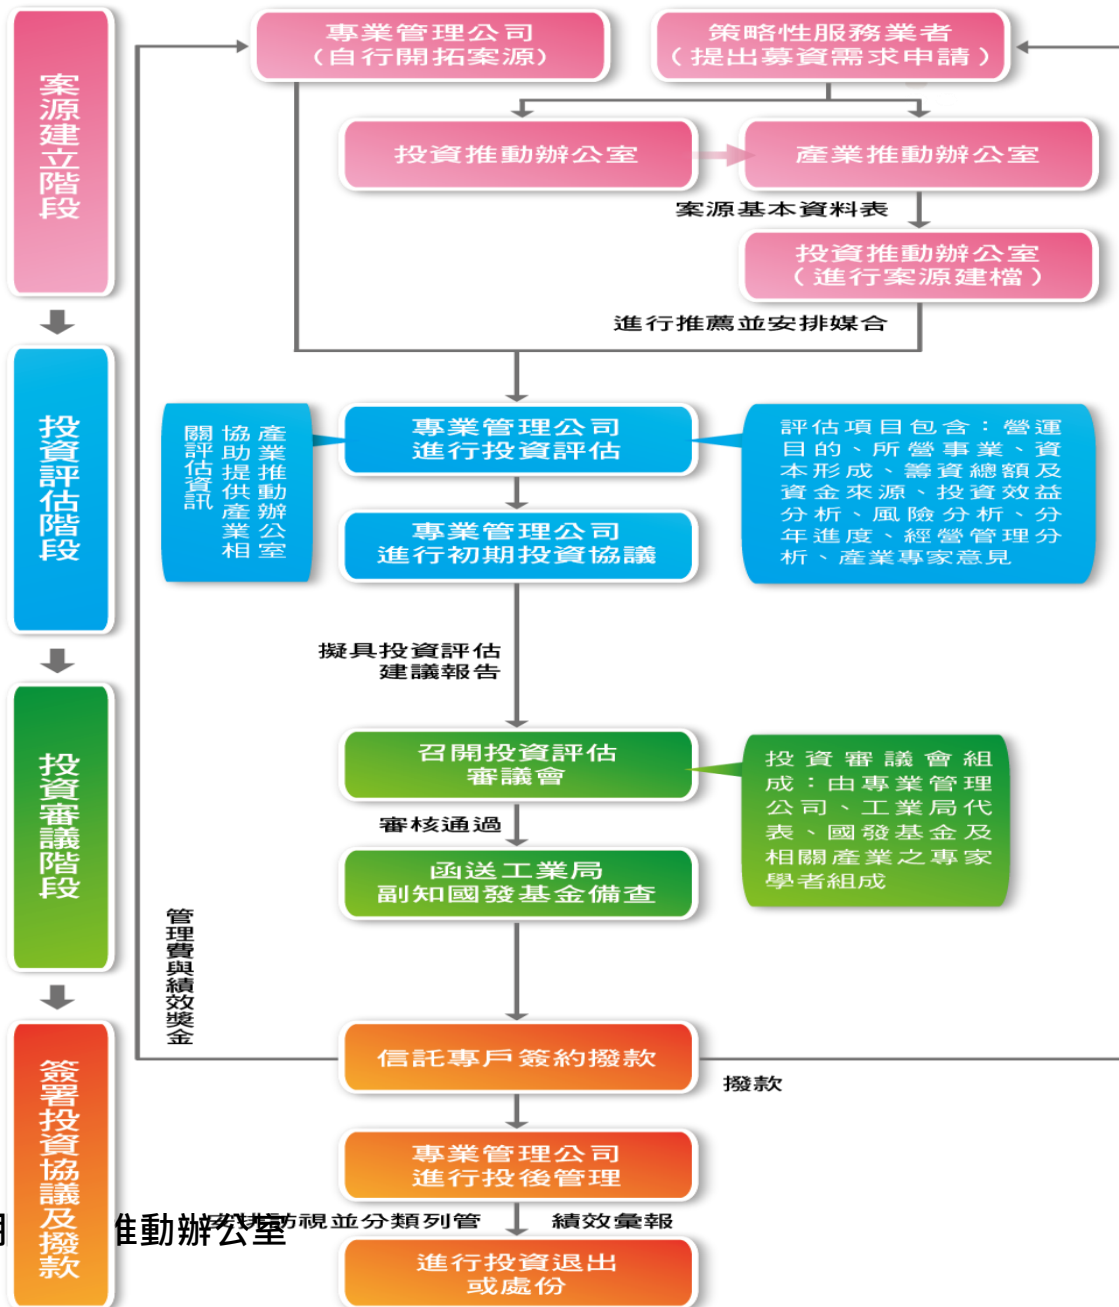 案源建立階段
專業管理公司
（自行開拓案源）
策略性服務業者
（提出募資需求申請）
投資推動辦公室
產業推動辦公室
案源基本資料表
投資推動辦公室
（進行案源建檔）
進行推薦並安排媒合
投資評估階段
產業推動辦公室
協助提供產業相
關評估資訊
專業管理公司
進行投資評估
評估項目包含：營運
目的、所營事業、資
本形成、籌資總額及
資金來源、投資效益
分析、風險分析、分
年進度、經營管理分
析、產業專家意見
專業管理公司
進行初期投資協議
擬具投資評估
建議報告
投資審議階段
召開投資評估
審議會
投資審議會組
成：由專業管理
公司、工業局代
表、國發基金及
相關產業之專家
學者組成
審核通過
函送工業局
副知國發基金備查
管理費與績效獎金
簽署投資協議及撥款
信託專戶簽約撥款
撥款
專業管理公司
進行投後管理
訪視並分類列管
績效彙報
推動辦公室
進行投資退出
或處份